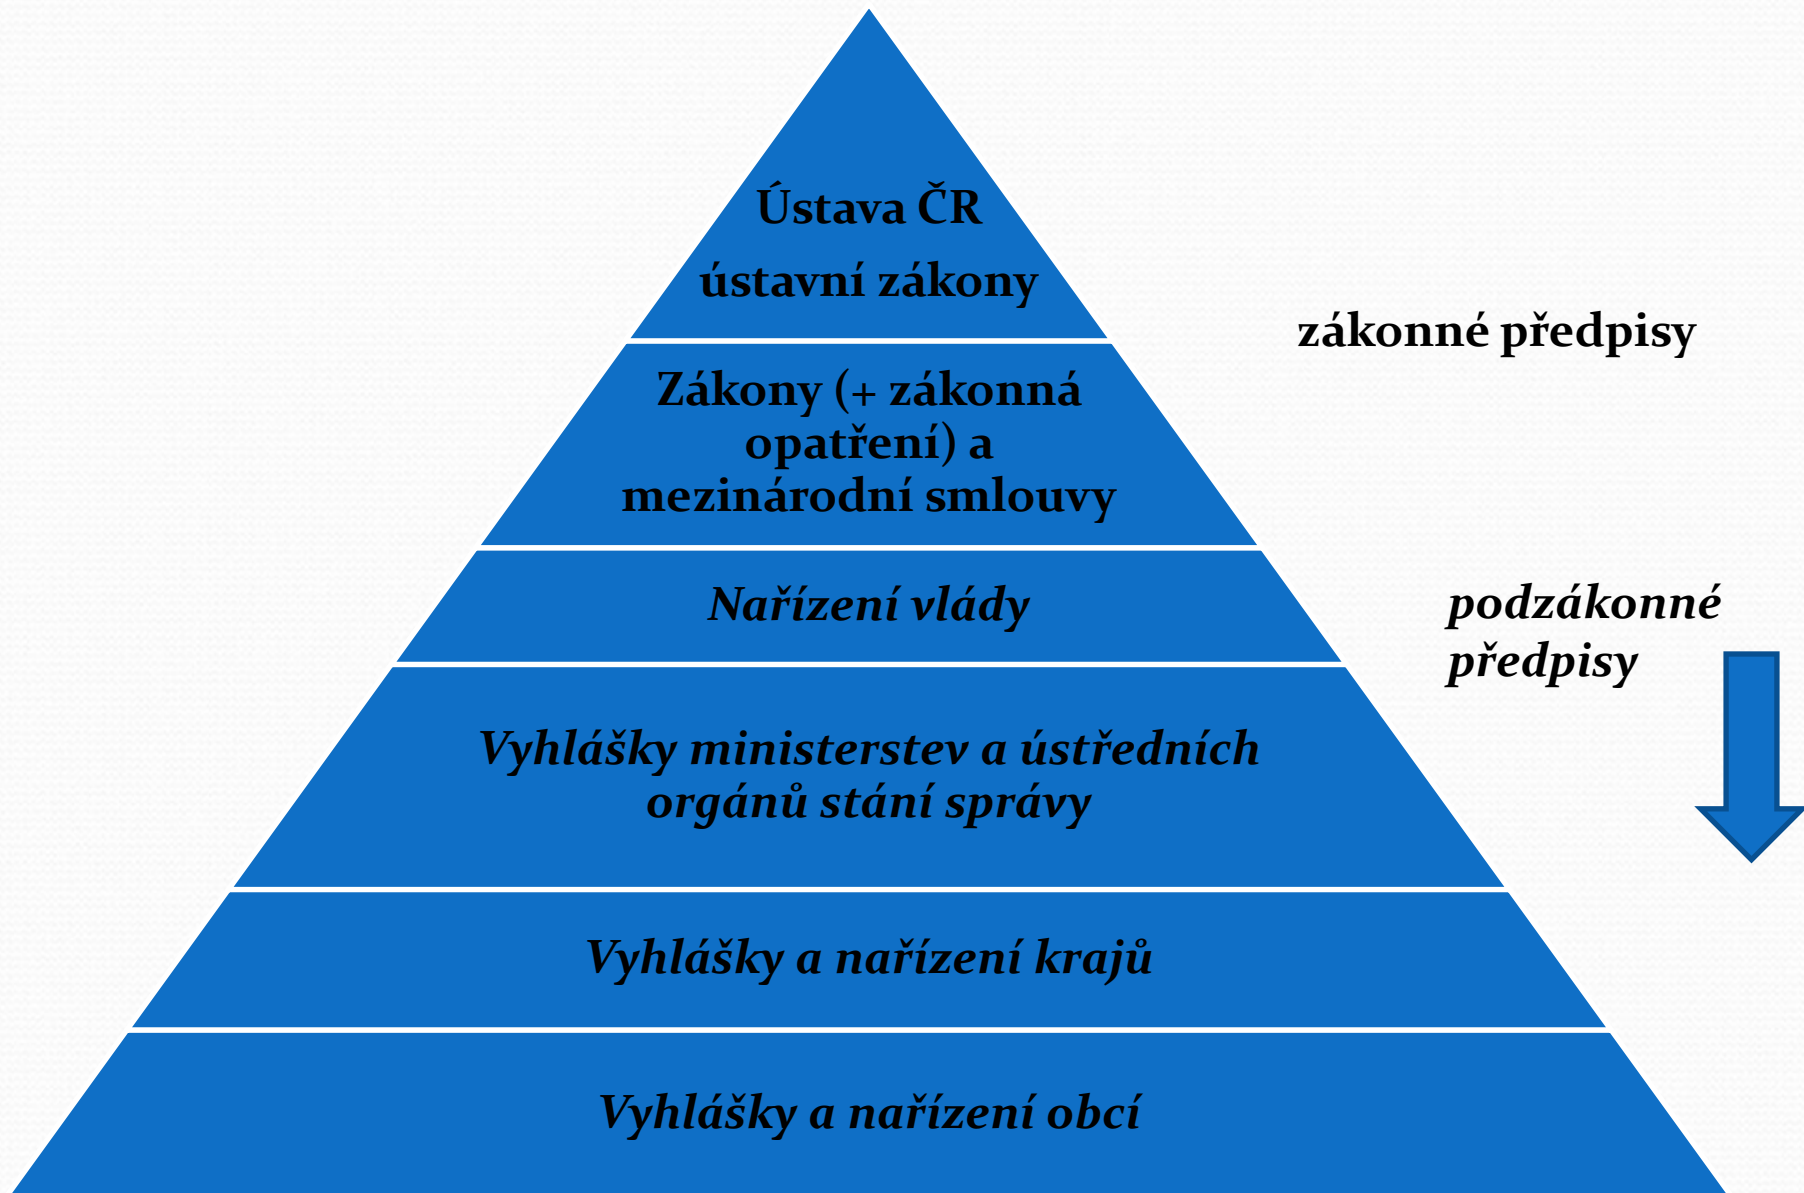 Ústava ČR
ústavní zákony
zákonné předpisy
Zákony (+ zákonná
opatření) a
mezinárodní smlouvy
Nařízení vlády
podzákonné
předpisy
Vyhlášky ministerstev a ústředních
orgánů stání správy
Vyhlášky a nařízení krajů
Vyhlášky a nařízení obcí